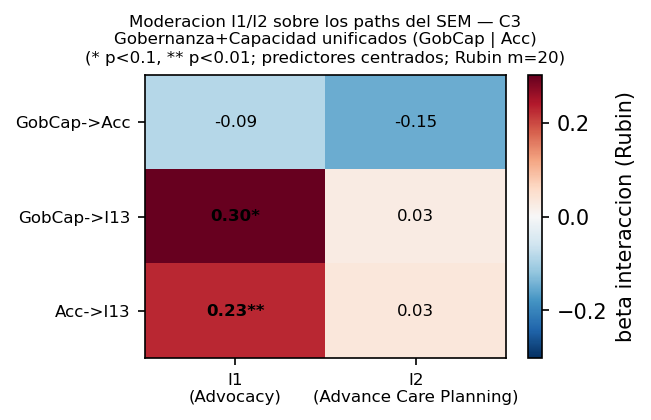 Moderacion I1/I2 sobre los paths del SEM — C3
Gobernanza+Capacidad unificados (GobCap | Acc)
(* p<0.1, ** p<0.01; predictores centrados; Rubin m=20)
GobCap->Acc
-0.09
-0.15
GobCap->I13
0.30*
0.03
Acc->I13
0.23**
0.03
I1
(Advocacy)
I2
(Advance Care Planning)
0.2
0.0
−0.2
beta interaccion (Rubin)